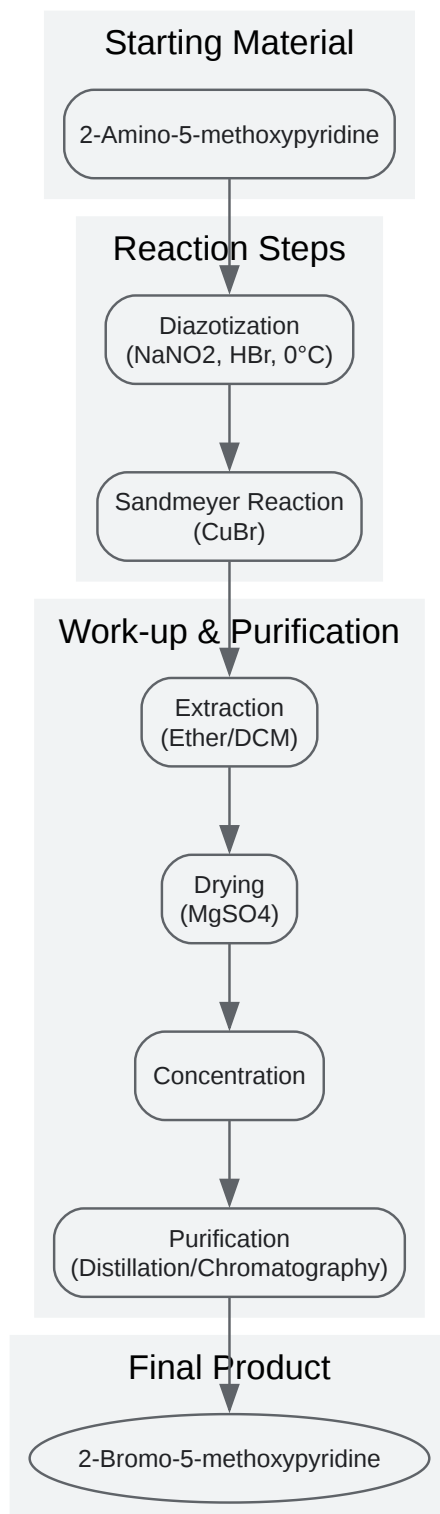 Starting Material
2-Amino-5-methoxypyridine
Reaction Steps
Diazotization
(NaNO2, HBr, 0°C)
Sandmeyer Reaction
(CuBr)
Work-up & Purification
Extraction
(Ether/DCM)
Drying
(MgSO4)
Concentration
Purification
(Distillation/Chromatography)
Final Product
2-Bromo-5-methoxypyridine